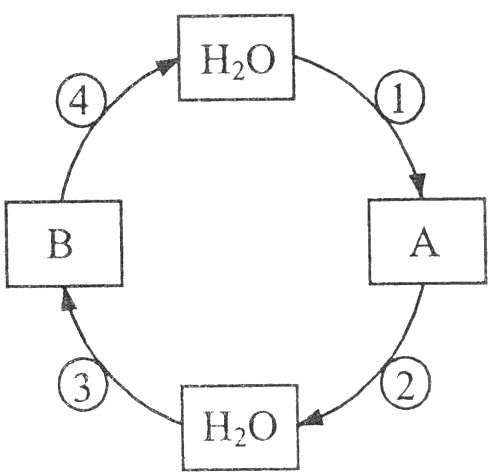 H₂O
④
①
B
A
③
②
H₂O